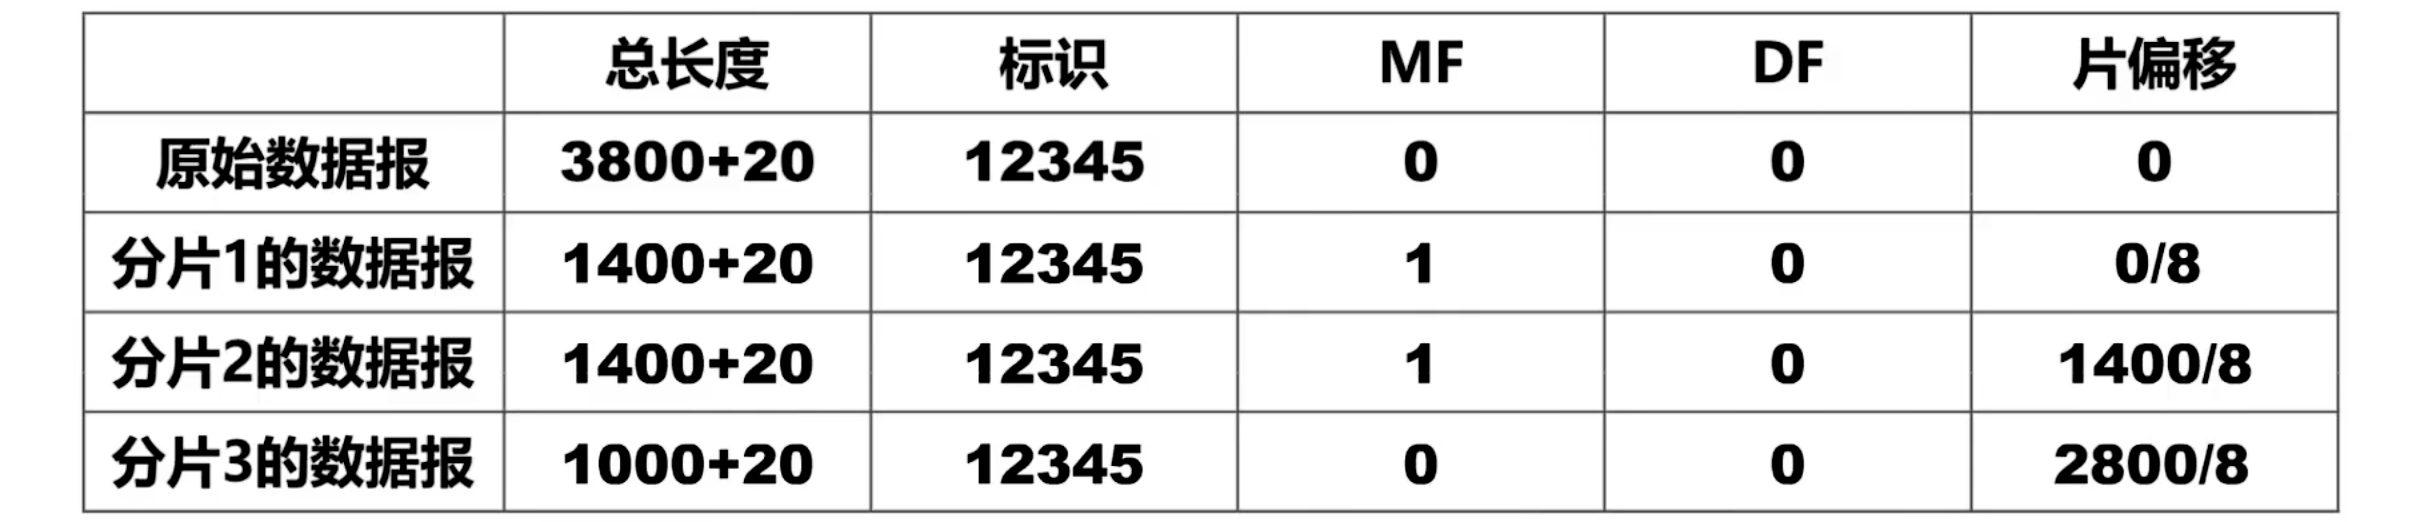 总长度 标识 MF DF 片偏移
原始数据报 3800+20 12345 0 0 0
分片1的数据报 1400+20 12345 1 0 0/8
分片2的数据报 1400+20 12345 1 0 1400/8
分片3的数据报 1000+20 12345 0 0 2800/8